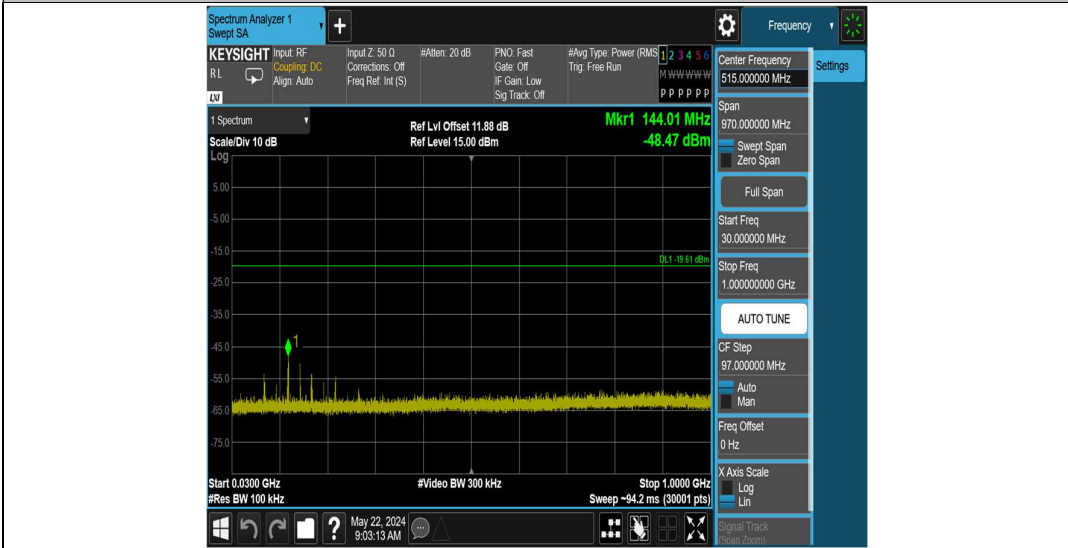 Spectrum Analyzer 1
Swept SA
Frequency
KEYSIGHT
RL
LXI
Input: RF
Coupling: DC
Align: Auto
Input Z: 50 Ω
Corrections: Off
Freq Ref: Int (S)
#Atten: 20 dB
PNO: Fast
Gate: Off
IF Gain: Low
Sig Track: Off
#Avg Type: Power (RMS
Trig: Free Run
1 2 3 4 5 6
M W W W W W
P P P P P P
Center Frequency
515.000000 MHz
Settings
Span
970.000000 MHz
Swept Span
Zero Span
Full Span
Start Freq
30.000000 MHz
Stop Freq
1.000000000 GHz
AUTO TUNE
CF Step
97.000000 MHz
Auto
Man
Freq Offset
0 Hz
X Axis Scale
Log
Lin
Signal Track
(Span Zoom)
1 Spectrum
Scale/Div 10 dB
Log
Ref Lvl Offset 11.88 dB
Ref Level 15.00 dBm
Mkr1 144.01 MHz
-48.47 dBm
5.00
-5.00
-15.0
DL1 -19.61 dBm
-25.0
-35.0
-45.0
1
-55.0
-65.0
-75.0
Start 0.0300 GHz
#Res BW 100 kHz
#Video BW 300 kHz
Stop 1.0000 GHz
Sweep ~94.2 ms (30001 pts)
May 22, 2024
9:03:13 AM